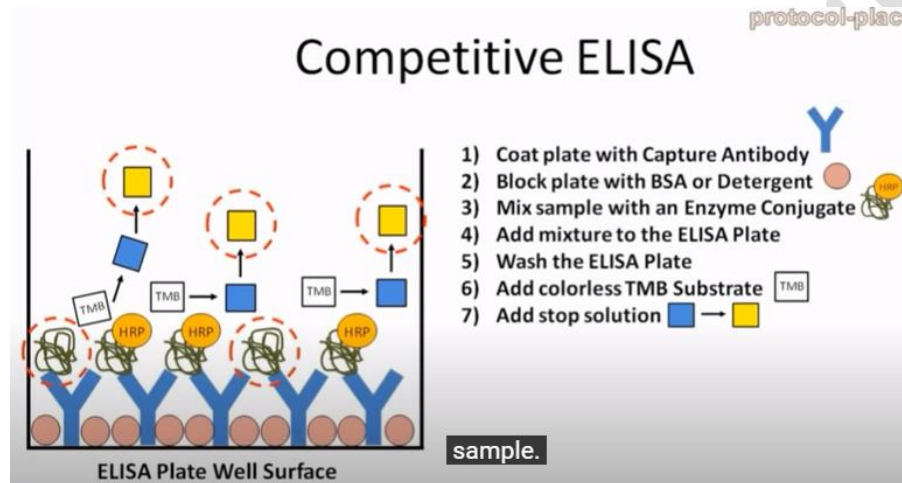 protocol-plac
Competitive ELISA
1) Coat plate with Capture Antibody
2) Block plate with BSA or Detergent
3) Mix sample with an Enzyme Conjugate
HRP
4) Add mixture to the ELISA Plate
5) Wash the ELISA Plate
6) Add colorless TMB Substrate TMB
7) Add stop solution
TMB
TMB
TMB
HRP
HRP
HRP
ELISA Plate Well Surface
sample.